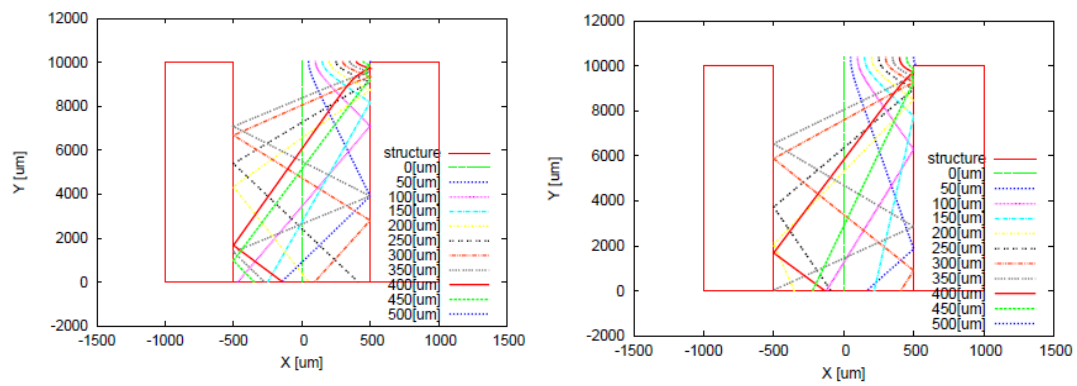 12000
10000
8000
6000
4000
2000
0
-2000
Y [um]
-1500
-1000
-500
0
500
1000
1500
X [um]
structure
0[um]
50[um]
100[um]
150[um]
200[um]
250[um]
300[um]
350[um]
400[um]
450[um]
500[um]
12000
10000
8000
6000
4000
2000
0
-2000
Y [um]
-1500
-1000
-500
0
500
1000
1500
X [um]
structure
0[um]
50[um]
100[um]
150[um]
200[um]
250[um]
300[um]
350[um]
400[um]
450[um]
500[um]